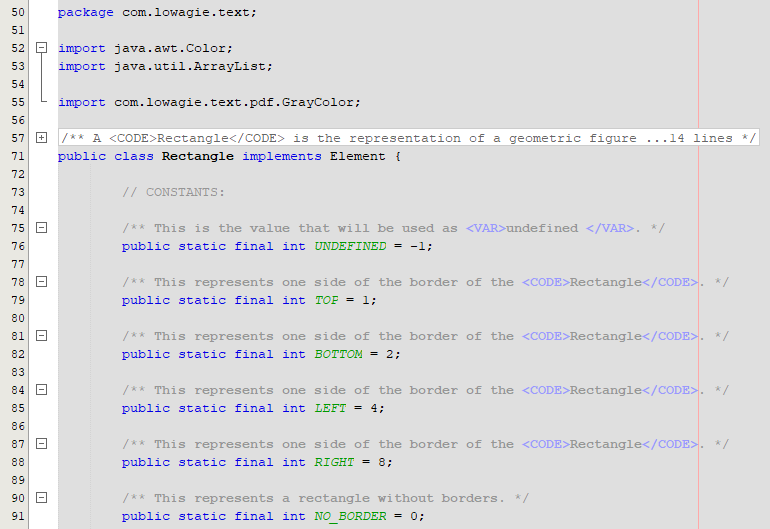 50 package com.lowagie.text;
51
52 import java.awt.Color;
53 import java.util.ArrayList;
54
55 import com.lowagie.text.pdf.GrayColor;
56
57 /** A <CODE>Rectangle</CODE> is the representation of a geometric figure ...14 lines */
71 public class Rectangle implements Element {
72
73 // CONSTANTS:
74
75 /** This is the value that will be used as <VAR>undefined </VAR>. */
76 public static final int UNDEFINED = -1;
77
78 /** This represents one side of the border of the <CODE>Rectangle</CODE>. */
79 public static final int TOP = 1;
80
81 /** This represents one side of the border of the <CODE>Rectangle</CODE>. */
82 public static final int BOTTOM = 2;
83
84 /** This represents one side of the border of the <CODE>Rectangle</CODE>. */
85 public static final int LEFT = 4;
86
87 /** This represents one side of the border of the <CODE>Rectangle</CODE>. */
88 public static final int RIGHT = 8;
89
90 /** This represents a rectangle without borders. */
91 public static final int NO_BORDER = 0;